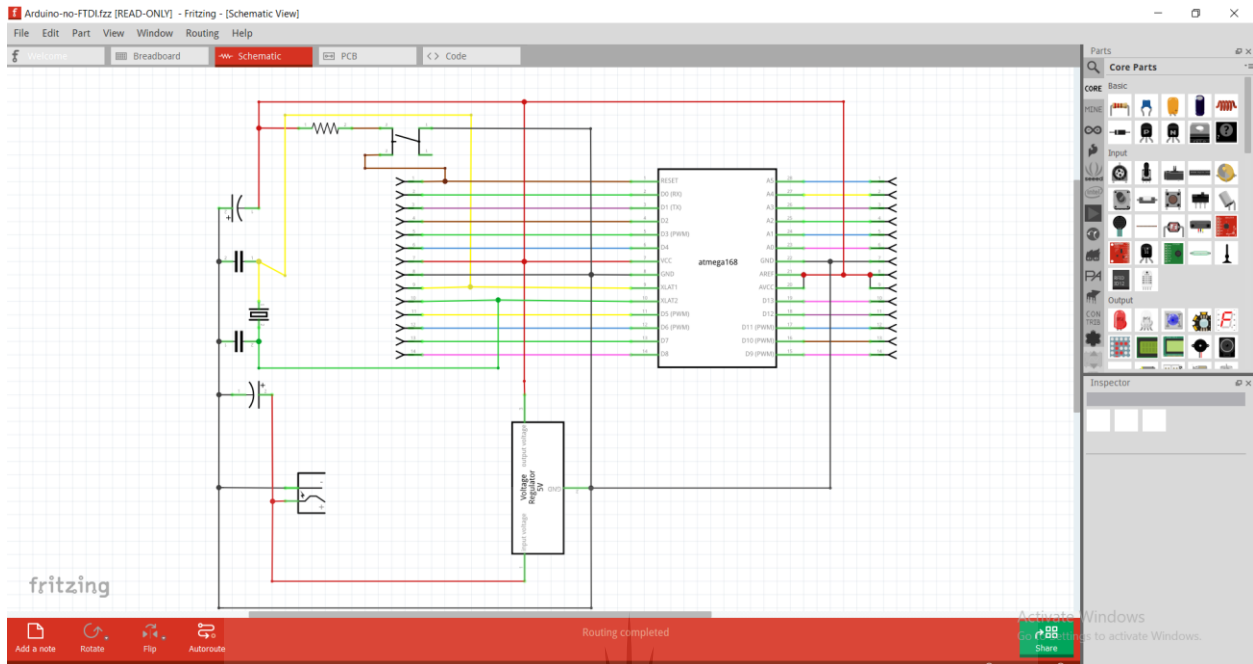 Arduino-no-FTDI.fzz [READ-ONLY] - Fritzing - [Schematic View]
File Edit Part View Window Routing Help
Welcome Breadboard Schematic PCB <> Code
Parts
Core Parts
CORE Basic
MINE
Input
Output
CON
TRIB
Inspector
RESET
D0 (RX)
D1 (TX)
D2
D3 (PWM)
D4
VCC
GND
XLAT1
XLAT2
D5 (PWM)
D6 (PWM)
D7
D8
atmega168
A5
A4
A3
A2
A1
A0
GND
AREF
AVCC
D13
D12
D11 (PWM)
D10 (PWM)
D9 (PWM)
output voltage
Voltage
Regulator
5V
GND
input voltage
fritzing
Add a note Rotate Flip Autoroute
Routing completed
Share
Activate Windows
Go to Settings to activate Windows.